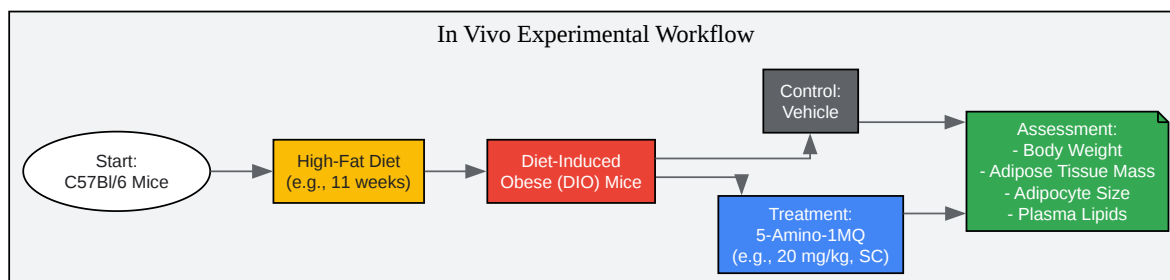 In Vivo Experimental Workflow
Start:
C57Bl/6 Mice
High-Fat Diet
(e.g., 11 weeks)
Diet-Induced
Obese (DIO) Mice
Control:
Vehicle
Treatment:
5-Amino-1MQ
(e.g., 20 mg/kg, SC)
Assessment:
- Body Weight
- Adipose Tissue Mass
- Adipocyte Size
- Plasma Lipids